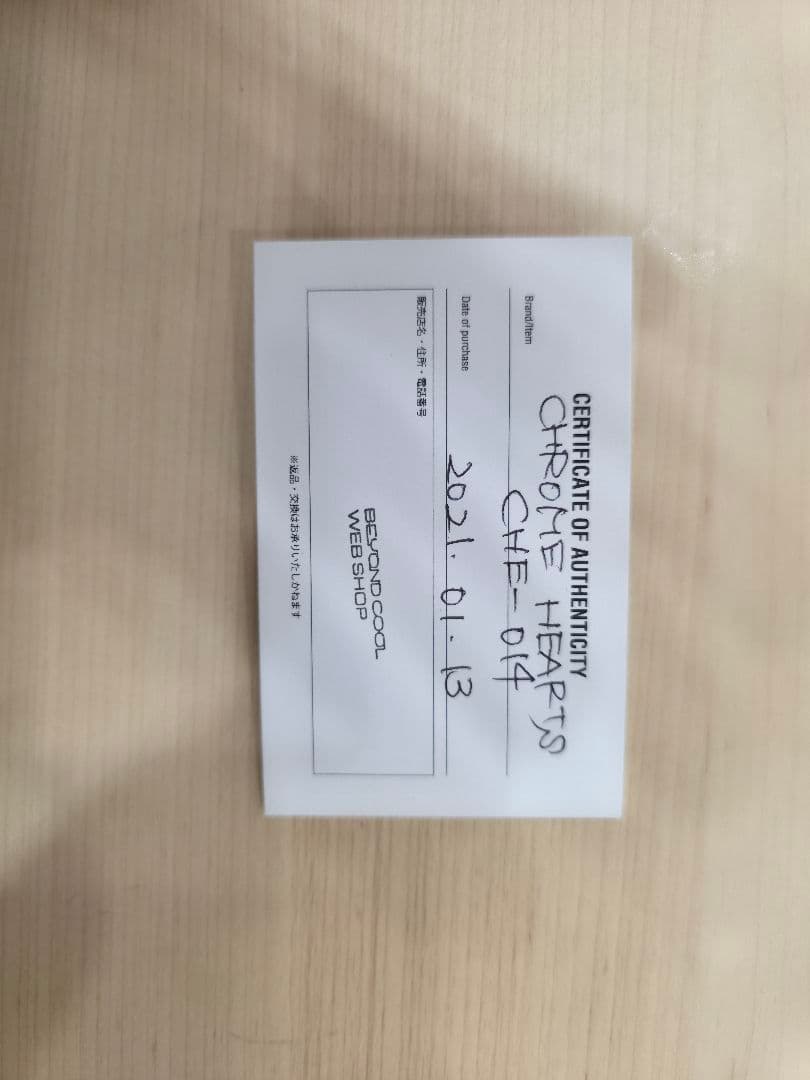 CERTIFICATE OF AUTHENTICITY
CHROME HEARTS
Brand/Item
CHE-014
Date of purchase
2021.01.13
販売店名・住所・電話番号
BEYOND COOL
WEB SHOP
※返品・交換はお承りいたしかねます